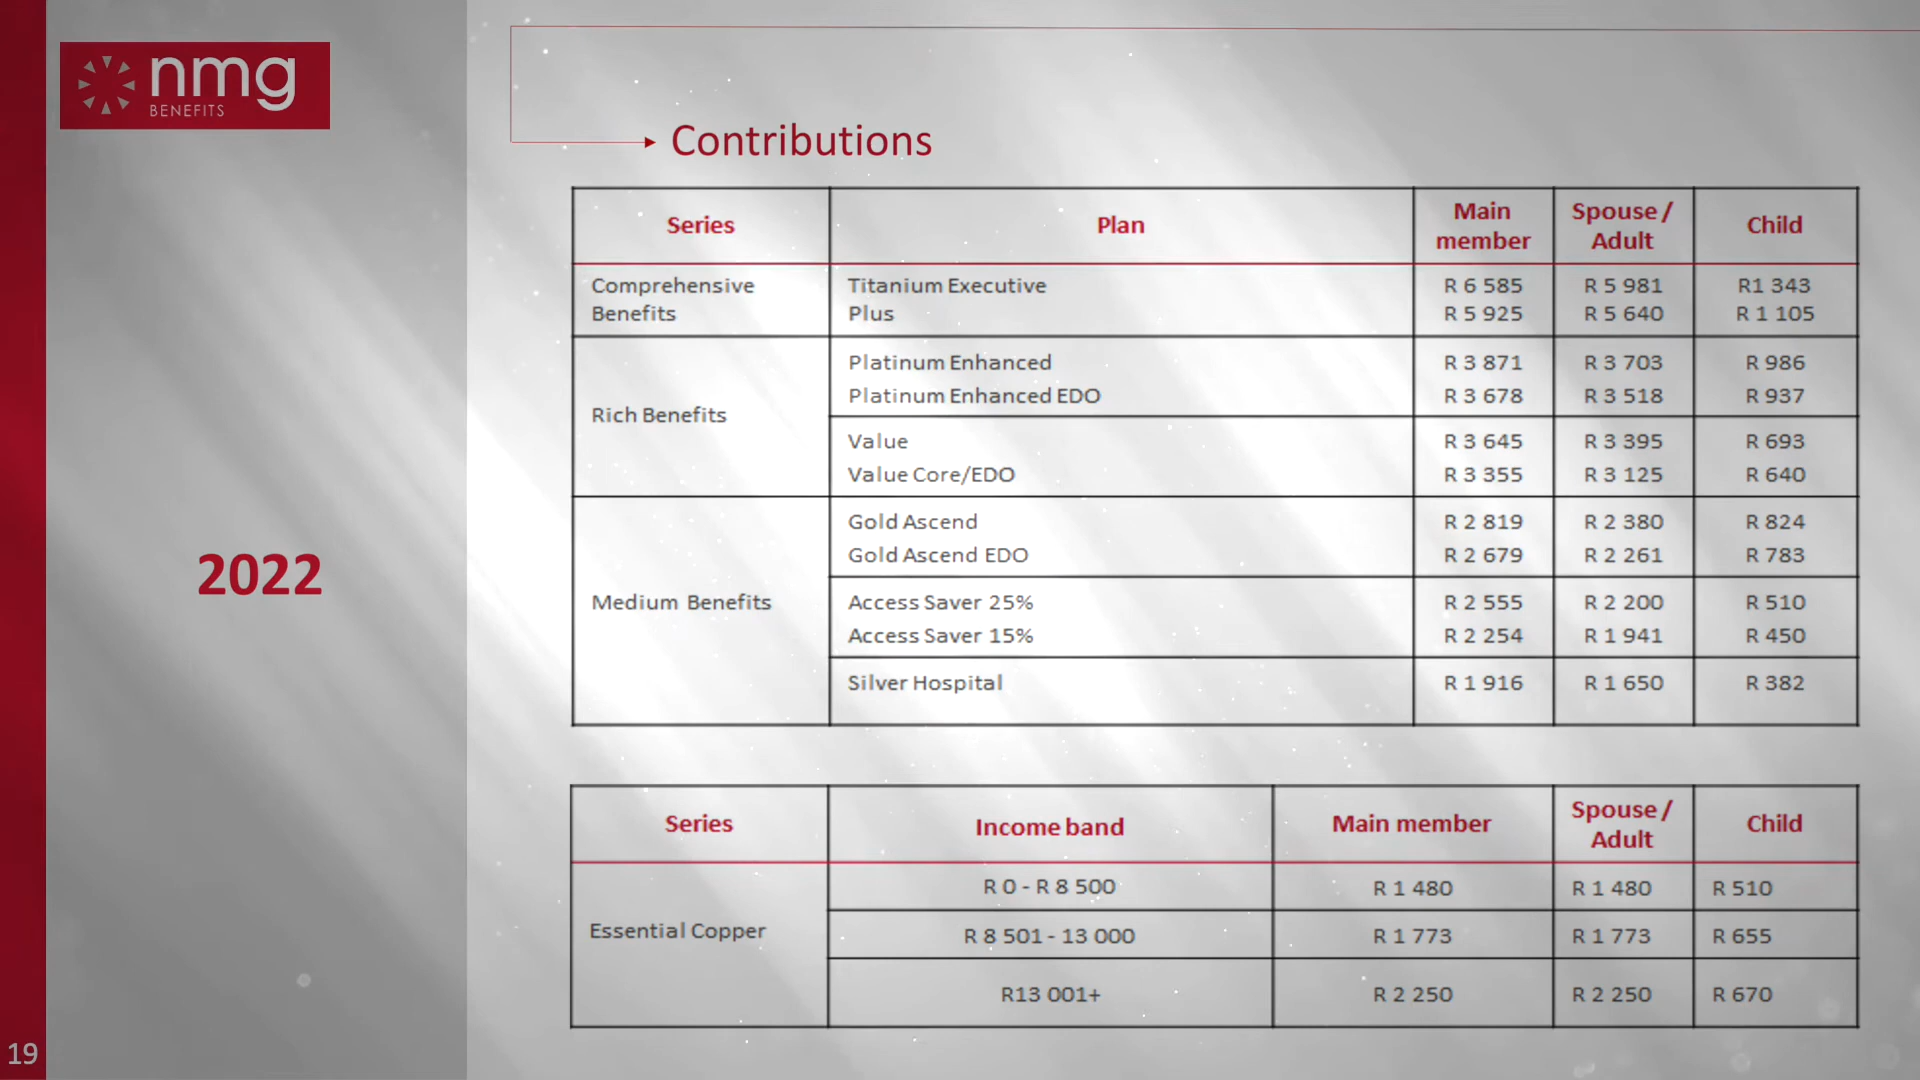 nmg
BENEFITS
2022
19
Contributions
Series Plan Main member Spouse / Adult Child
Comprehensive Benefits Titanium Executive R 6 585 R 5 981 R1 343
Plus R 5 925 R 5 640 R 1 105
Rich Benefits Platinum Enhanced R 3 871 R 3 703 R 986
Platinum Enhanced EDO R 3 678 R 3 518 R 937
Value R 3 645 R 3 395 R 693
Value Core/EDO R 3 355 R 3 125 R 640
Medium Benefits Gold Ascend R 2 819 R 2 380 R 824
Gold Ascend EDO R 2 679 R 2 261 R 783
Access Saver 25% R 2 555 R 2 200 R 510
Access Saver 15% R 2 254 R 1 941 R 450
Silver Hospital R 1 916 R 1 650 R 382
Series Income band Main member Spouse / Adult Child
Essential Copper R 0 - R 8 500 R 1 480 R 1 480 R 510
R 8 501 - 13 000 R 1 773 R 1 773 R 655
R13 001+ R 2 250 R 2 250 R 670